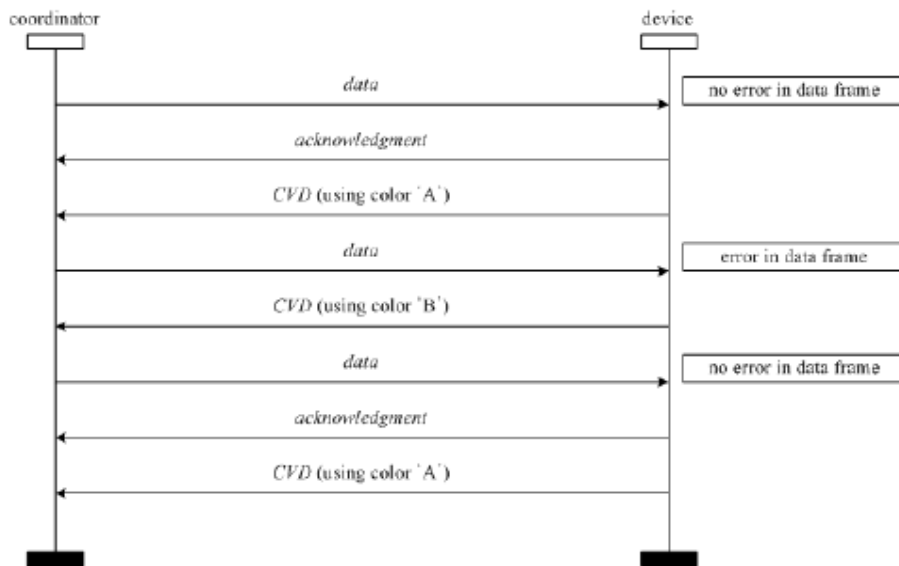 coordinator
device
data
no error in data frame
acknowledgment
CVD (using color 'A')
data
error in data frame
CVD (using color 'B')
data
no error in data frame
acknowledgment
CVD (using color 'A')